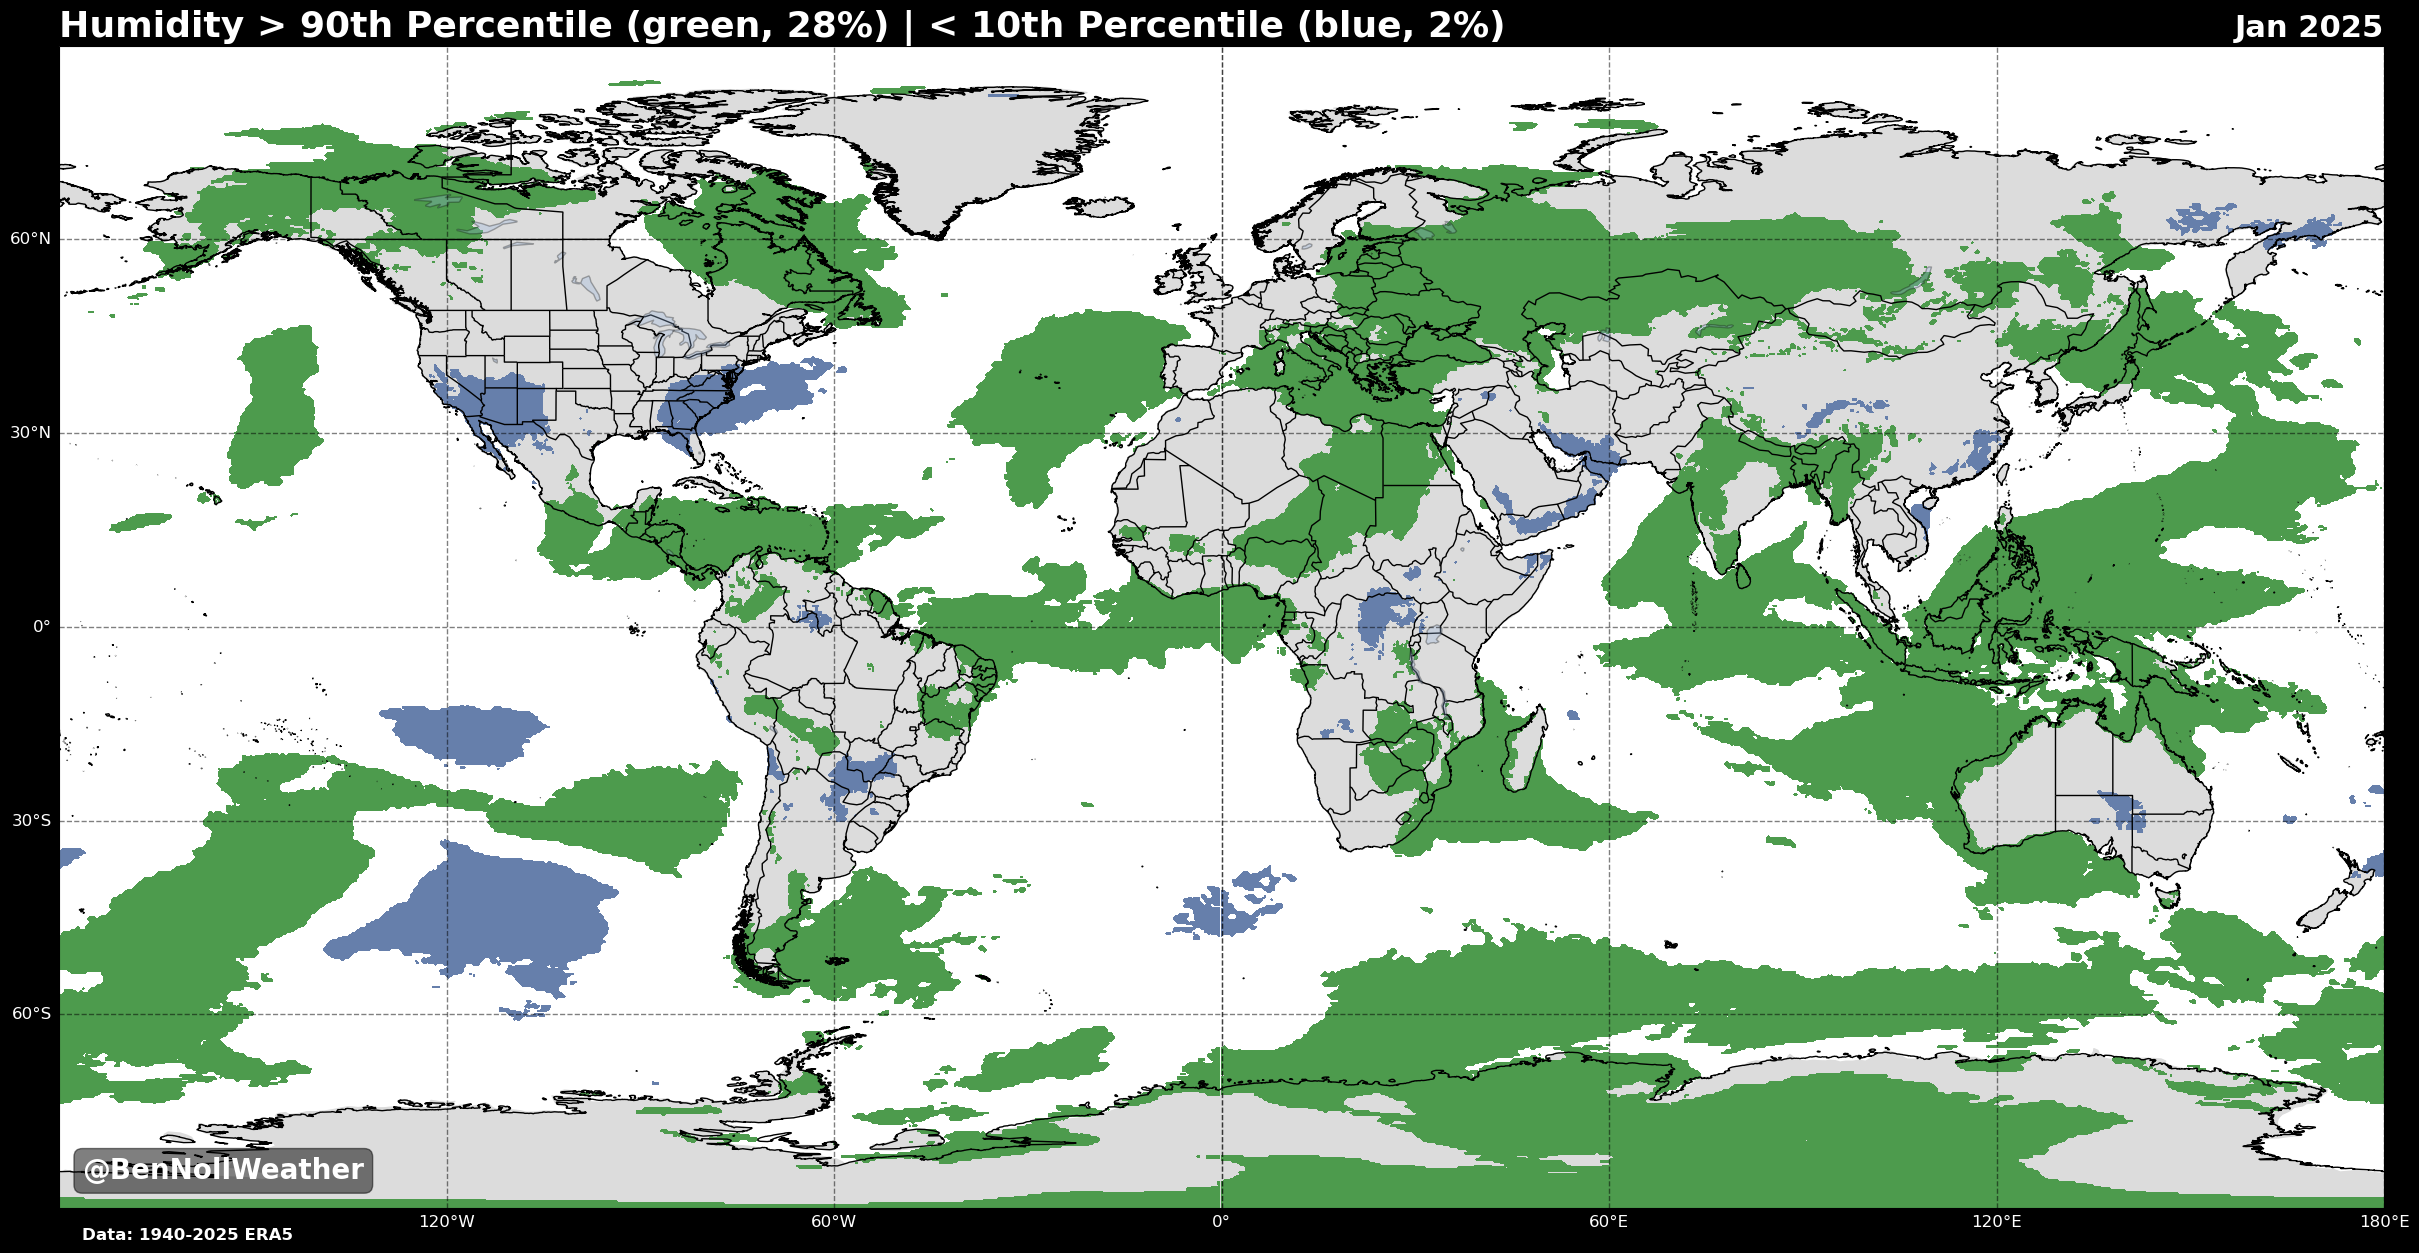 Humidity > 90th Percentile (green, 28%) | < 10th Percentile (blue, 2%)
Jan 2025
60°N
30°N
0°
30°S
60°S
@BenNollWeather
120°W
60°W
0°
60°E
120°E
180°E
Data: 1940-2025 ERA5